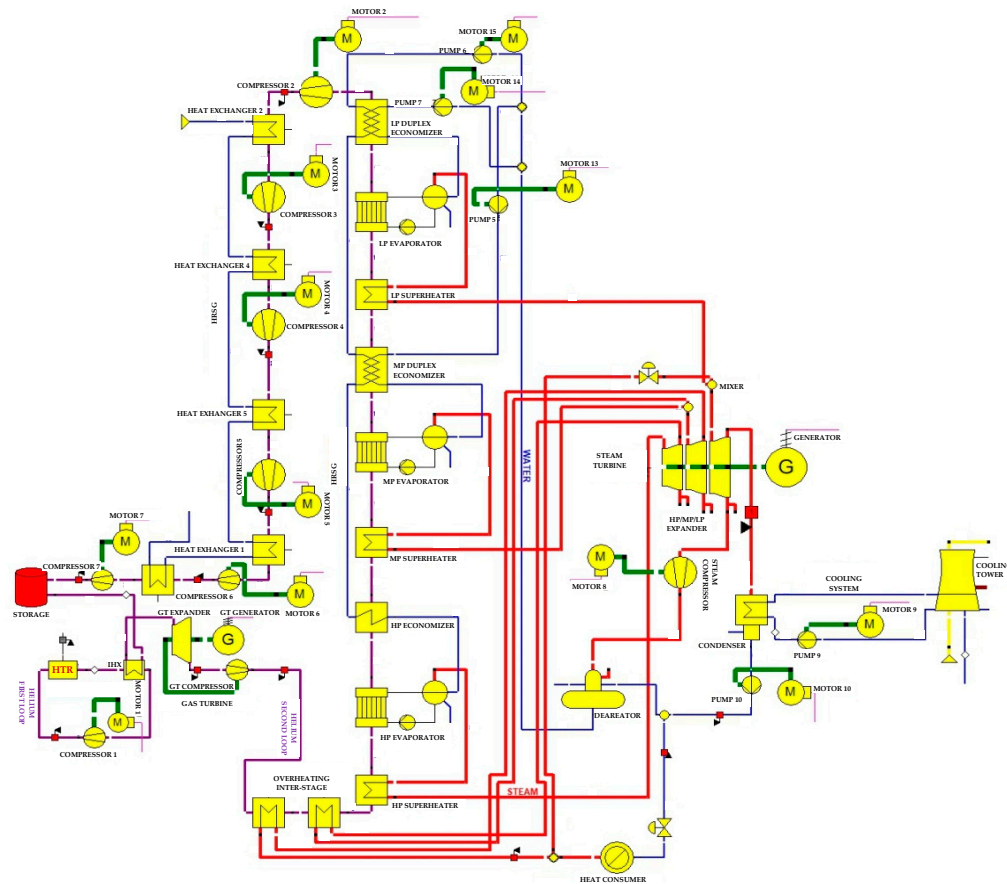 MOTOR 2
MOTOR 15
M
M
PUMP 6
COMPRESSOR 2
MOTOR 14
M
HEAT EXCHANGER 2
PUMP 7
LP DUPLEX
ECONOMIZER
MOTOR 13
MOTOR3
M
M
COMPRESSOR 3
PUMP 5
LP EVAPORATOR
HEAT EXCHANGER 4
HRSG
M
MOTOR 4
LP SUPERHEATER
COMPRESSOR 4
MP DUPLEX
ECONOMIZER
MIXER
HEAT EXHANGER 5
GENERATOR
STEAM
TURBINE
G
COMPRESSOR 5
HRSG
WATER
M
MOTOR 5
MP EVAPORATOR
HP/MP/LP
EXPANDER
MOTOR 7
M
HEAT EXHANGER 1
MP SUPERHEATER
COMPRESSOR 7
COMPRESSOR 6
M
MOTOR 6
M
MOTOR 8
STEAM
COMPRSSOR
COOLING
SYSTEM
COOLING
TOWER
STORAGE
GT EXPANDER
GT GENERATOR
G
HP ECONOMIZER
MOTOR 9
M
CONDENSER
PUMP 9
HTR
IHX
MOTOR 1
GT COMPRESSOR
GAS TURBINE
HELIUM
FIRST LOOP
M
COMPRESSOR 1
HELIUM
SECOND LOOP
HP EVAPORATOR
DEAREATOR
PUMP 10
M
MOTOR 10
OVERHEATING
INTER-STAGE
HP SUPERHEATER
STEAM
HEAT CONSUMER